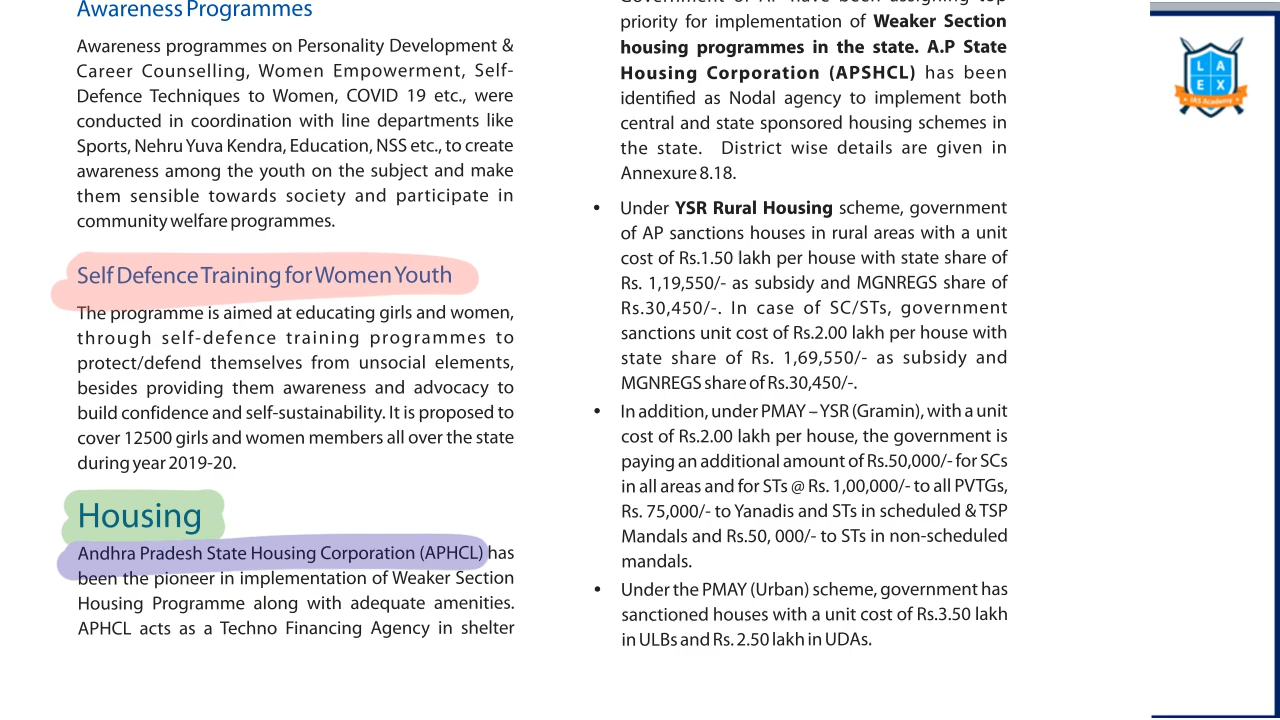 Awareness Programmes
Awareness programmes on Personality Development &
Career Counselling, Women Empowerment, Self-
Defence Techniques to Women, COVID 19 etc., were
conducted in coordination with line departments like
Sports, Nehru Yuva Kendra, Education, NSS etc., to create
awareness among the youth on the subject and make
them sensible towards society and participate in
community welfare programmes.
Self Defence Training for Women Youth
The programme is aimed at educating girls and women,
through self-defence training programmes to
protect/defend themselves from unsocial elements,
besides providing them awareness and advocacy to
build confidence and self-sustainability. It is proposed to
cover 12500 girls and women members all over the state
during year 2019-20.
Housing
Andhra Pradesh State Housing Corporation (APHCL) has
been the pioneer in implementation of Weaker Section
Housing Programme along with adequate amenities.
APHCL acts as a Techno Financing Agency in shelter
Government of AP have been assigning top
priority for implementation of Weaker Section
housing programmes in the state. A.P State
Housing Corporation (APSHCL) has been
identified as Nodal agency to implement both
central and state sponsored housing schemes in
the state. District wise details are given in
Annexure 8.18.
• Under YSR Rural Housing scheme, government
of AP sanctions houses in rural areas with a unit
cost of Rs.1.50 lakh per house with state share of
Rs. 1,19,550/- as subsidy and MGNREGS share of
Rs.30,450/-. In case of SC/STs, government
sanctions unit cost of Rs.2.00 lakh per house with
state share of Rs. 1,69,550/- as subsidy and
MGNREGS share of Rs.30,450/-.
• In addition, under PMAY – YSR (Gramin), with a unit
cost of Rs.2.00 lakh per house, the government is
paying an additional amount of Rs.50,000/- for SCs
in all areas and for STs @ Rs. 1,00,000/- to all PVTGs,
Rs. 75,000/- to Yanadis and STs in scheduled & TSP
Mandals and Rs.50, 000/- to STs in non-scheduled
mandals.
• Under the PMAY (Urban) scheme, government has
sanctioned houses with a unit cost of Rs.3.50 lakh
in ULBs and Rs. 2.50 lakh in UDAs.
L A
E X
IAS Academy